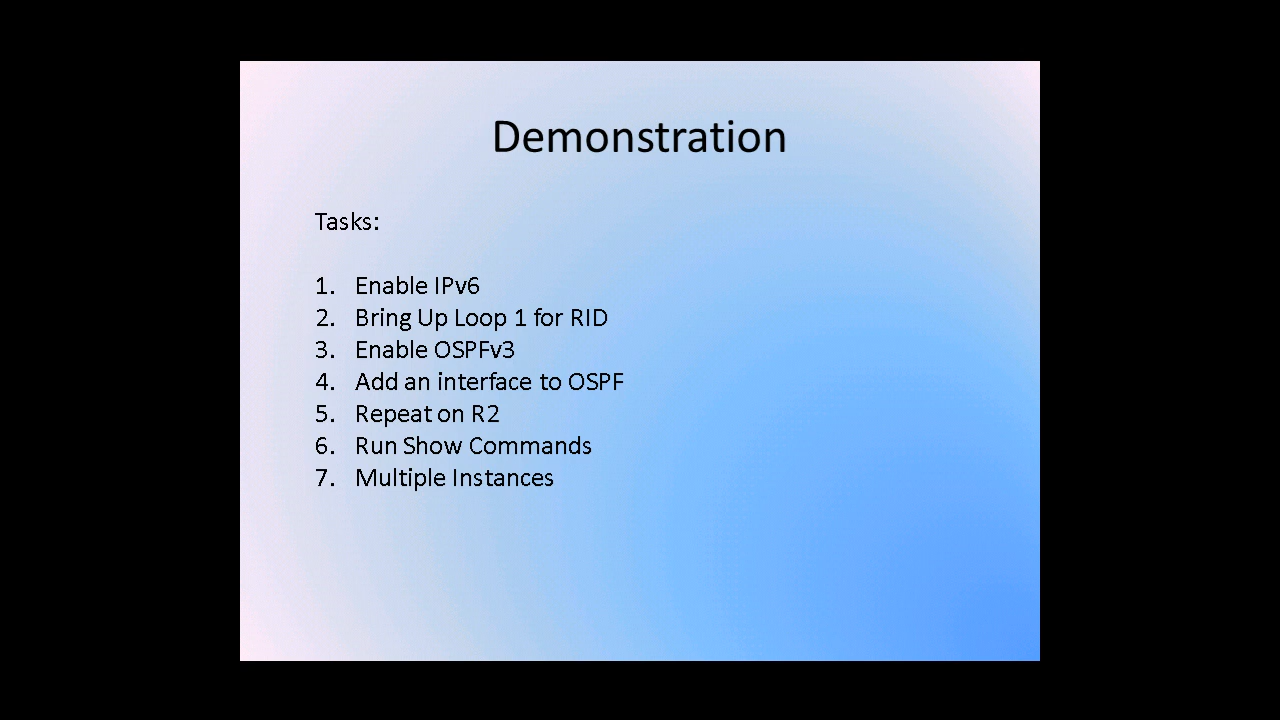 Demonstration
Tasks:
1. Enable IPv6
2. Bring Up Loop 1 for RID
3. Enable OSPFv3
4. Add an interface to OSPF
5. Repeat on R2
6. Run Show Commands
7. Multiple Instances